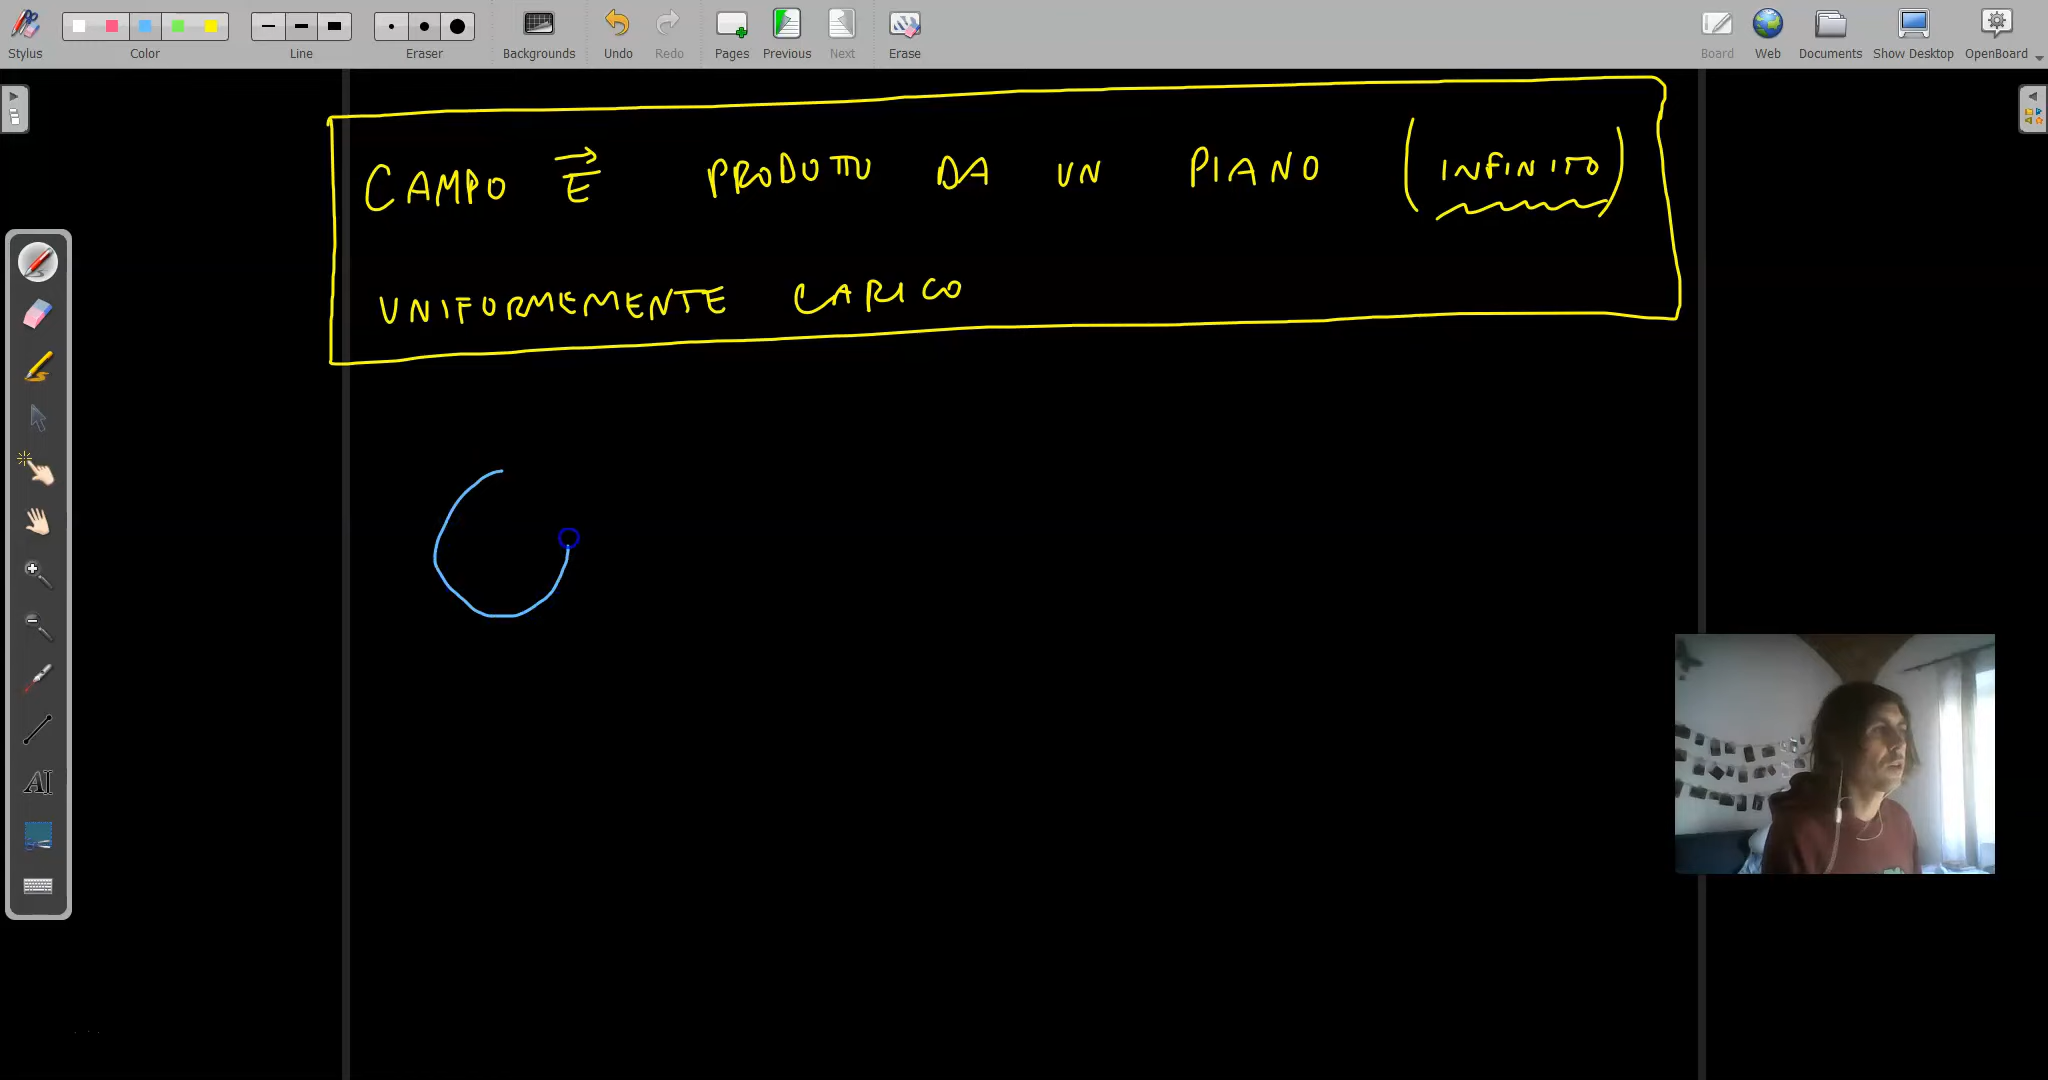 Stylus Color Line Eraser Backgrounds Undo Redo Pages Previous Next Erase Board Web Documents Show Desktop OpenBoard
CAMPO E PRODOTTO DA UN PIANO (INFINITO)
UNIFORMEMENTE CARICO
AI